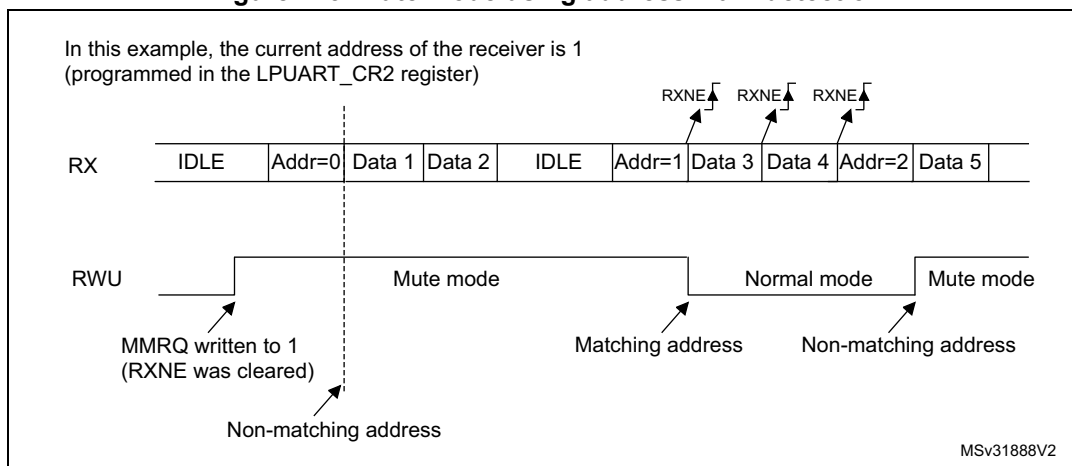 In this example, the current address of the receiver is 1
(programmed in the LPUART_CR2 register)
RXNE RXNE RXNE
RX IDLE Addr=0 Data 1 Data 2 IDLE Addr=1 Data 3 Data 4 Addr=2 Data 5
RWU Mute mode Normal mode Mute mode
MMRQ written to 1
(RXNE was cleared)
Matching address Non-matching address
Non-matching address
MSv31888V2